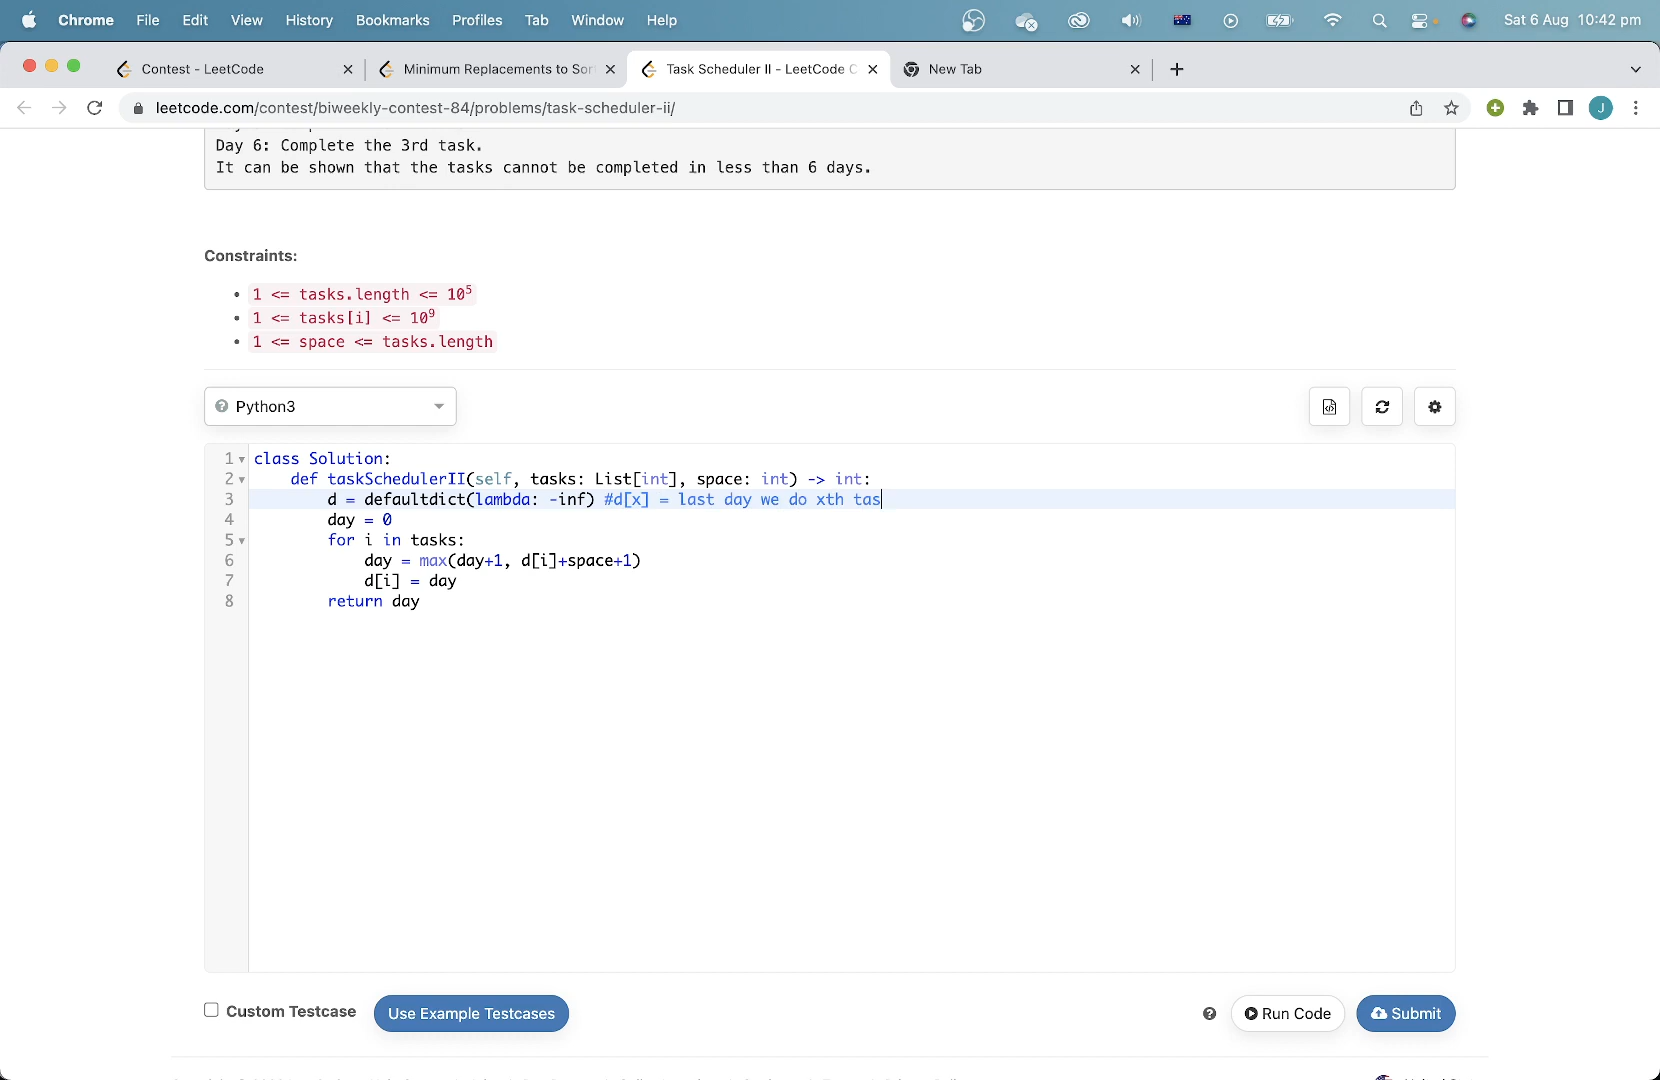 Chrome File Edit View History Bookmarks Profiles Tab Window Help Sat 6 Aug 10:42 pm
Contest - LeetCode Minimum Replacements to Sor Task Scheduler II - LeetCode C New Tab
leetcode.com/contest/biweekly-contest-84/problems/task-scheduler-ii/ J
Day 6: Complete the 3rd task.
It can be shown that the tasks cannot be completed in less than 6 days.
Constraints:
1 <= tasks.length <= 10⁵
1 <= tasks[i] <= 10⁹
1 <= space <= tasks.length
Python3
1 class Solution:
2 def taskSchedulerII(self, tasks: List[int], space: int) -> int:
3 d = defaultdict(lambda: -inf) #d[x] = last day we do xth tas
4 day = 0
5 for i in tasks:
6 day = max(day+1, d[i]+space+1)
7 d[i] = day
8 return day
Custom Testcase Use Example Testcases Run Code Submit